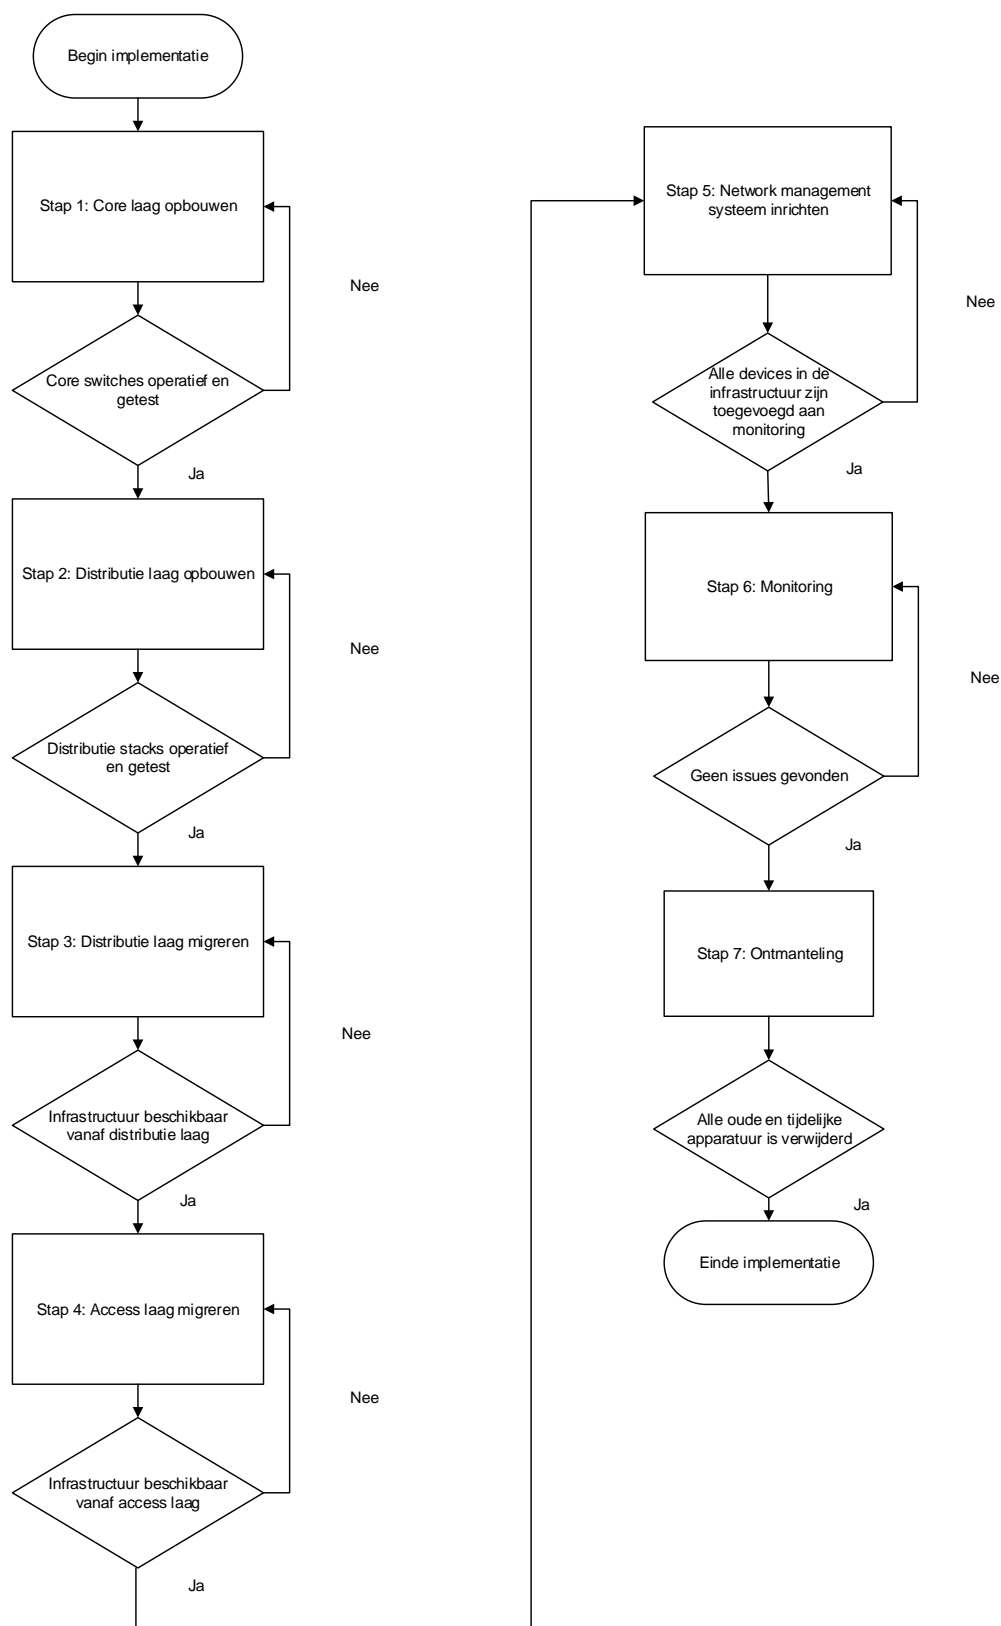 Begin implementatie
Stap 1: Core laag opbouwen
Nee
Core switches operatief en
getest
Ja
Stap 2: Distributie laag opbouwen
Nee
Distributie stacks operatief
en getest
Ja
Stap 3: Distributie laag migreren
Nee
Infrastructuur beschikbaar
vanaf distributie laag
Ja
Stap 4: Access laag migreren
Nee
Infrastructuur beschikbaar
vanaf access laag
Ja
Stap 5: Network management
systeem inrichten
Nee
Alle devices in de
infrastructuur zijn
toegevoegd aan
monitoring
Ja
Stap 6: Monitoring
Nee
Geen issues gevonden
Ja
Stap 7: Ontmanteling
Alle oude en tijdelijke
apparatuur is verwijderd
Ja
Einde implementatie